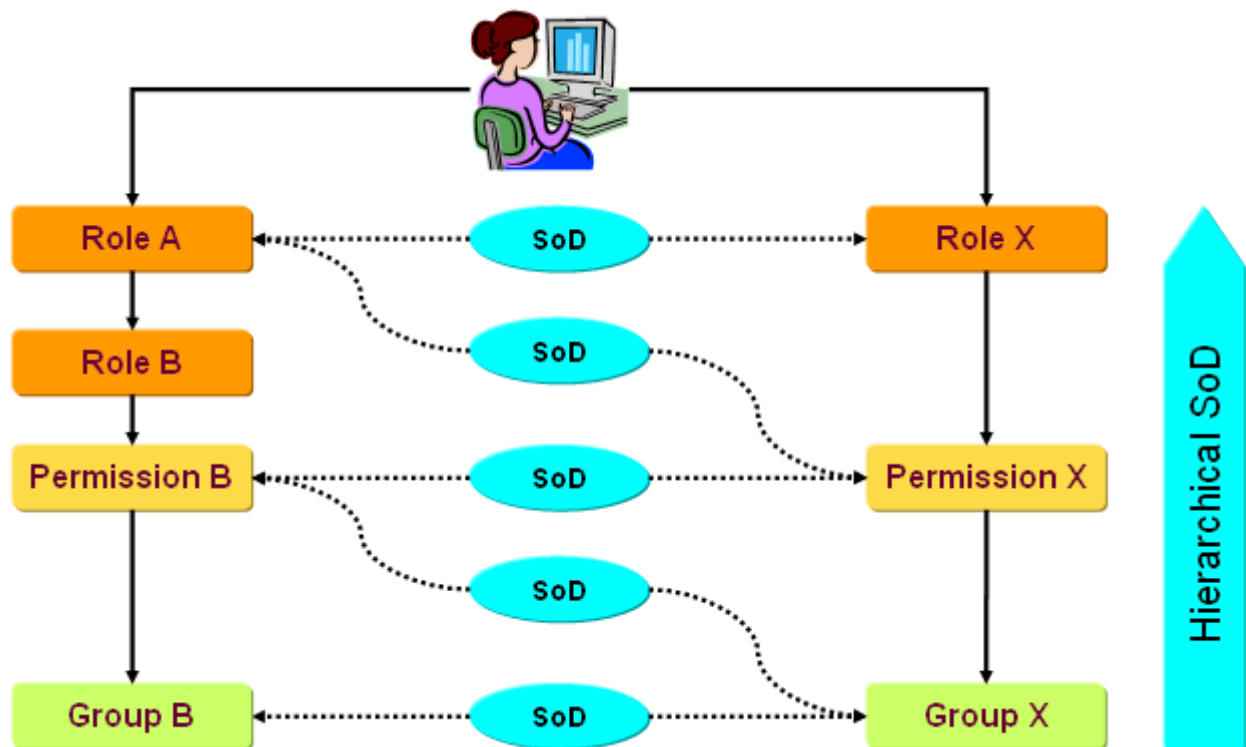 Role A
SoD
Role X
SoD
Role B
Permission B
SoD
Permission X
SoD
Group B
SoD
Group X
Hierarchical SoD